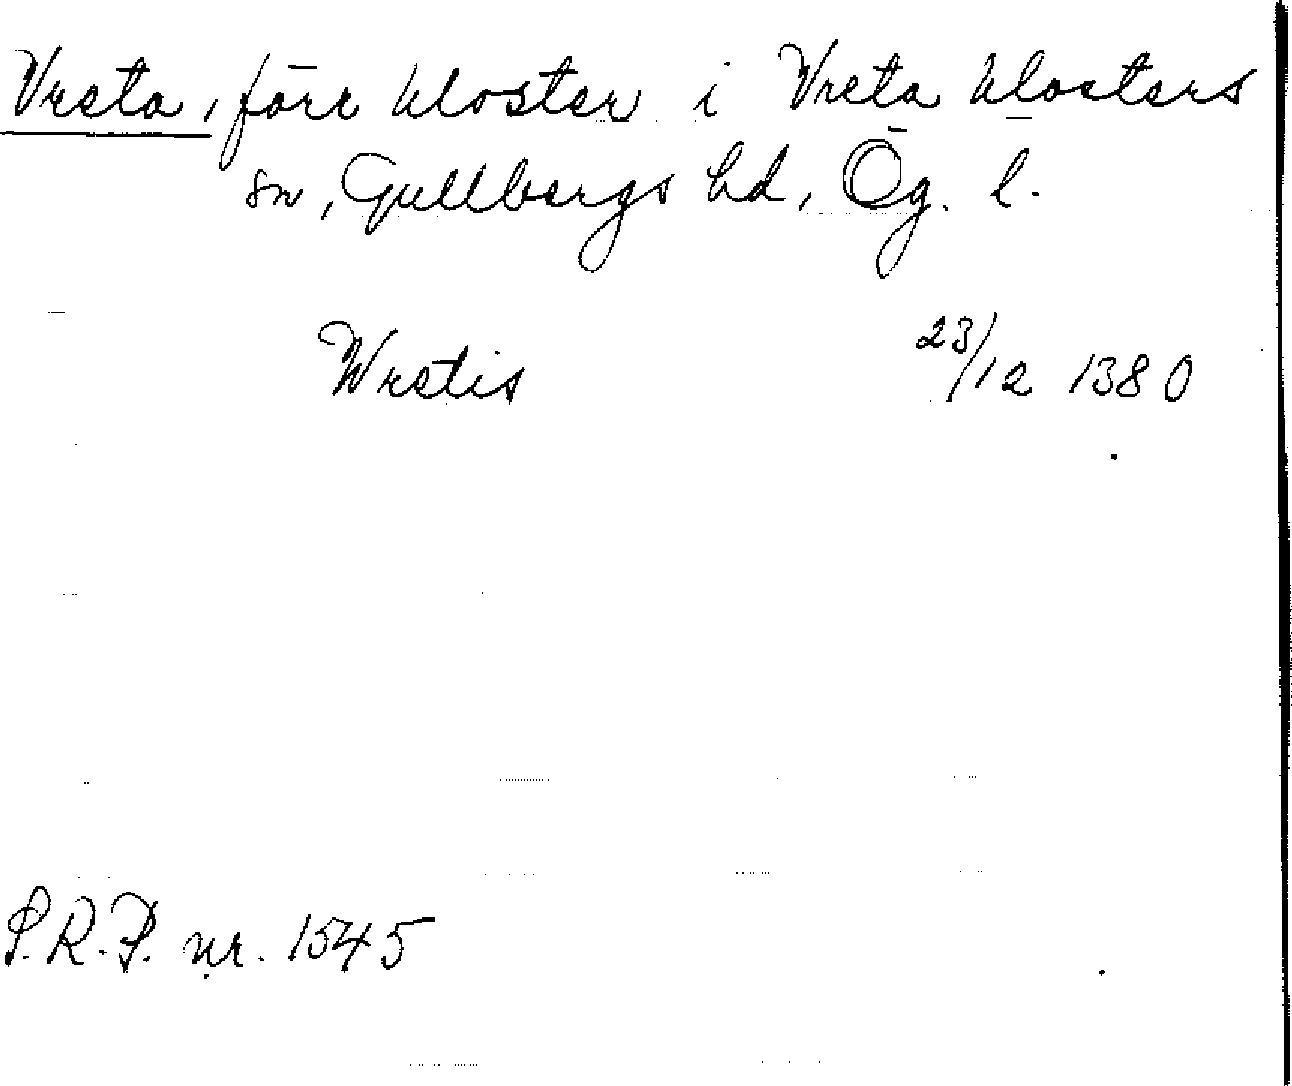 Vreta, förr kloster i Vreta klosters
sn, Gullbergs hd, Ög. l.
Wretis 23/12 1380
S.R.P. nr. 1545